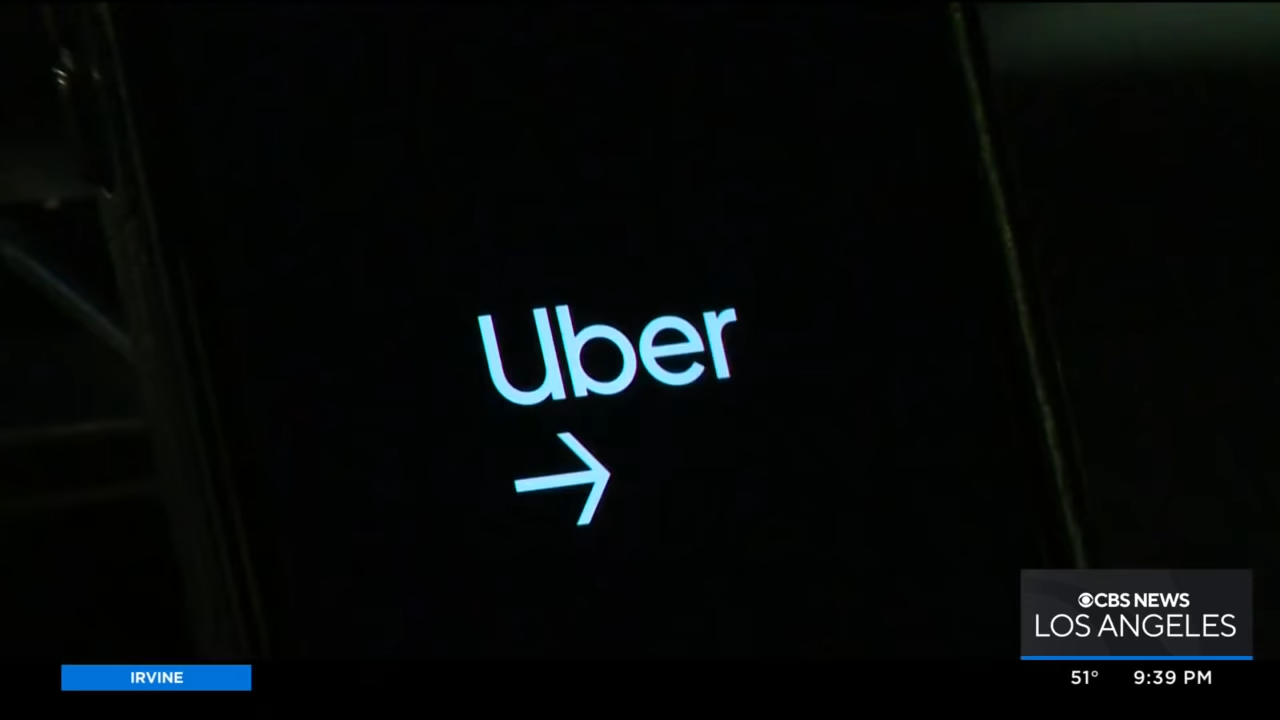 Uber
→
CBS NEWS
LOS ANGELES
IRVINE
51° 9:39 PM